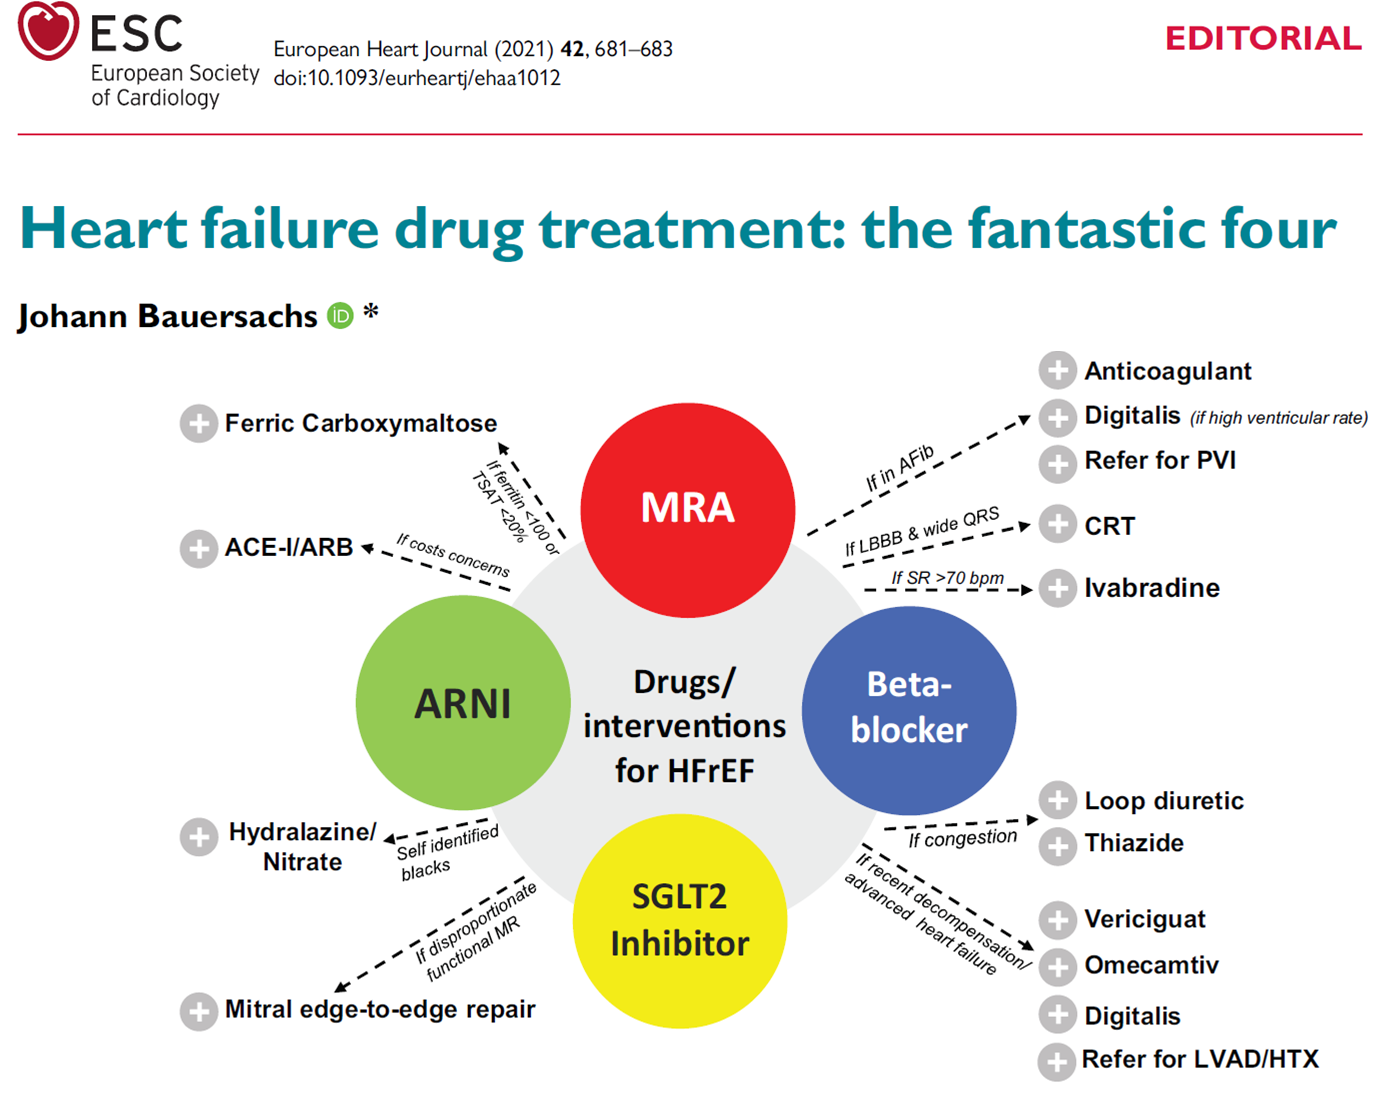 ESC
European Society
of Cardiology
European Heart Journal (2021) 42, 681–683
doi:10.1093/eurheartj/ehaa1012
EDITORIAL
Heart failure drug treatment: the fantastic four
Johann Bauersachs iD *
Ferric Carboxymaltose
If ferritin <100 or
TSAT <20%
ACE-I/ARB
If costs concerns
MRA
If in AFib
Anticoagulant
Digitalis (if high ventricular rate)
Refer for PVI
If LBBB & wide QRS
CRT
If SR >70 bpm
Ivabradine
ARNI
Drugs/
interventions
for HFrEF
Beta-
blocker
Hydralazine/
Nitrate
Self identified
blacks
If disproportionate
functional MR
Mitral edge-to-edge repair
SGLT2
Inhibitor
If congestion
Loop diuretic
Thiazide
If recent decompensation/
advanced heart failure
Vericiguat
Omecamtiv
Digitalis
Refer for LVAD/HTX